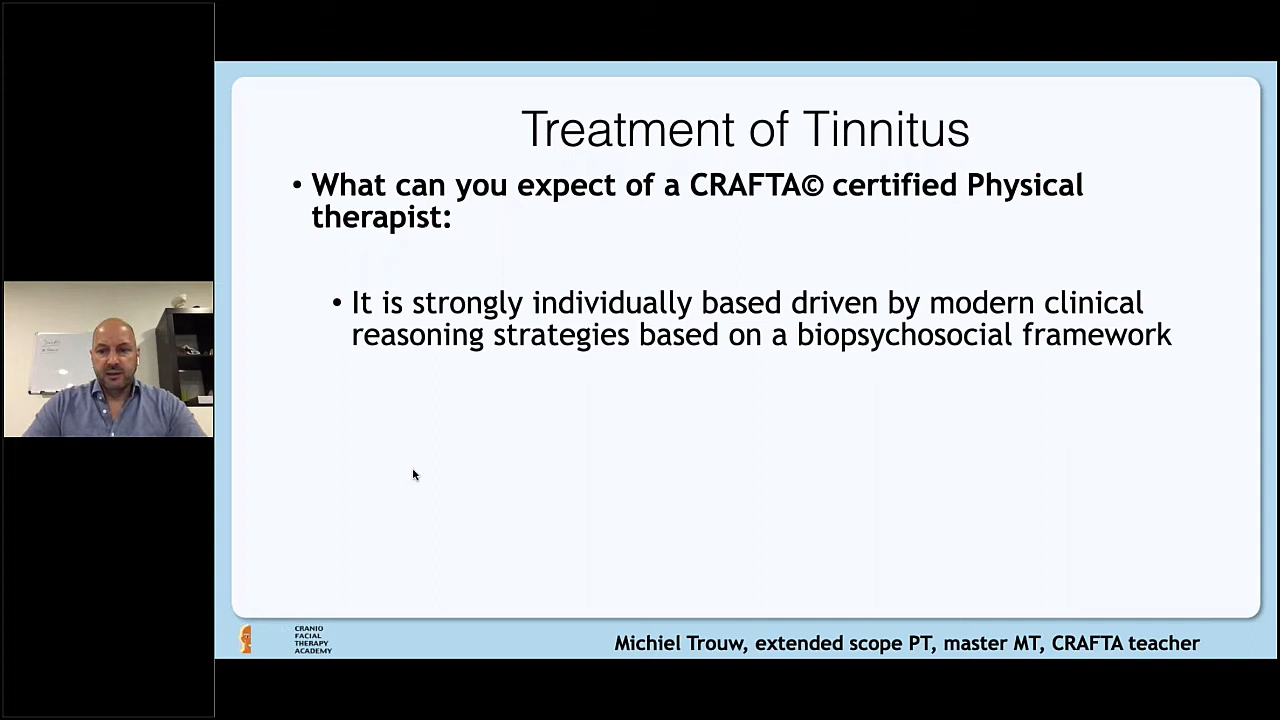 Treatment of Tinnitus
• What can you expect of a CRAFTA© certified Physical
therapist:
• It is strongly individually based driven by modern clinical
reasoning strategies based on a biopsychosocial framework
CRANIO
FACIAL
THERAPY
ACADEMY
Michiel Trouw, extended scope PT, master MT, CRAFTA teacher